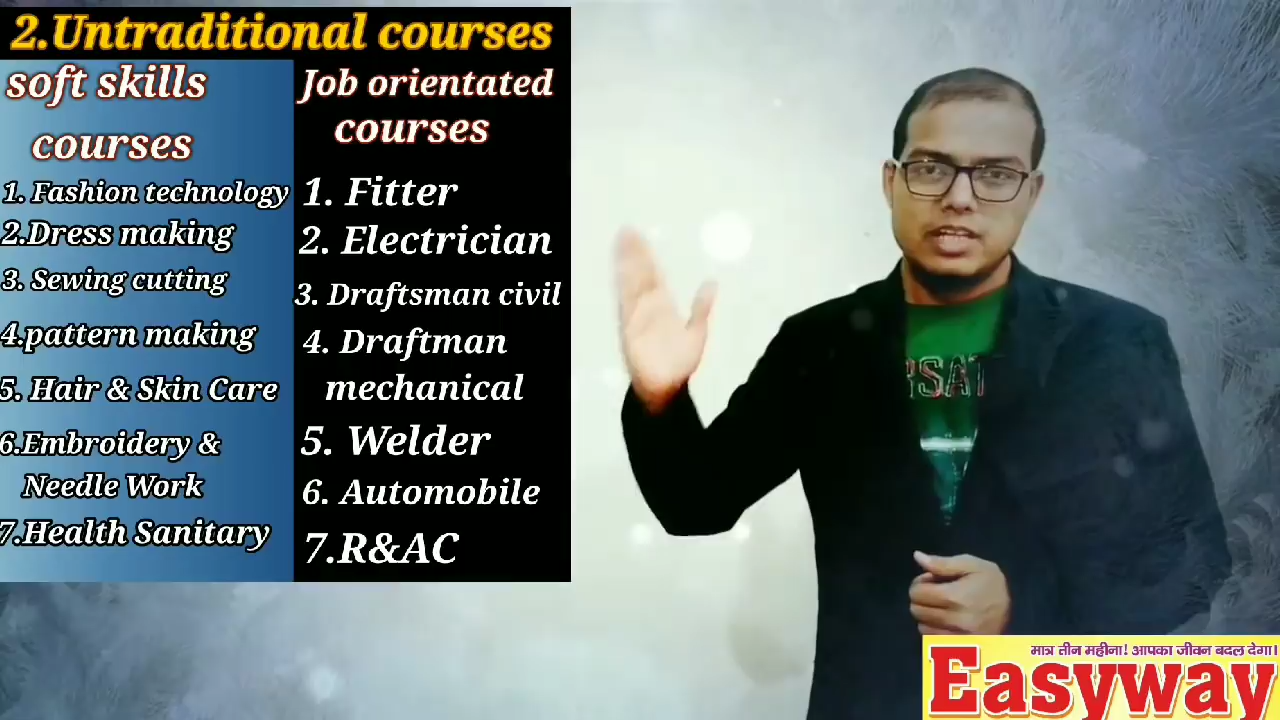 2.Untraditional courses
soft skills
courses
1. Fashion technology
2.Dress making
3. Sewing cutting
4.pattern making
5. Hair & Skin Care
6.Embroidery &
Needle Work
7.Health Sanitary
Job orientated
courses
1. Fitter
2. Electrician
3. Draftsman civil
4. Draftman
mechanical
5. Welder
6. Automobile
7.R&AC
मात्र तीन महीना! आपका जीवन बदल देगा।
Easyway